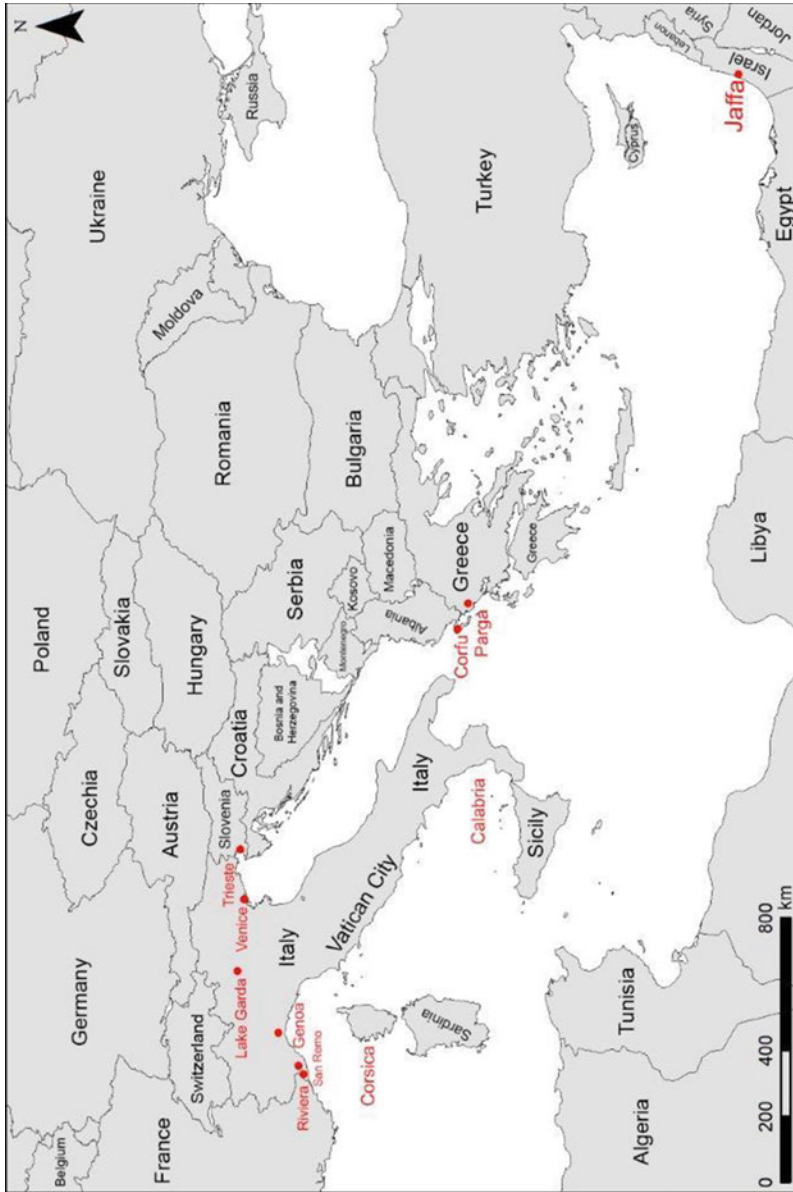 N
Belgium
Germany
Poland
Ukraine
Czechia
Slovakia
France
Switzerland
Austria
Hungary
Moldova
Romania
Russia
Slovenia
Croatia
Bosnia and
Herzegovina
Serbia
Montenegro
Kosovo
Macedonia
Albania
Bulgaria
Trieste
Venice
Lake Garda
Italy
Genoa
San Remo
Riviera
Vatican City
Italy
Corsica
Sardinia
Calabria
Sicily
Corfu
Parga
Greece
Greece
Turkey
Cyprus
Syria
Lebanon
Jordan
Israel
Jaffa
Algeria
Tunisia
Libya
Egypt
0
200
400
800
km